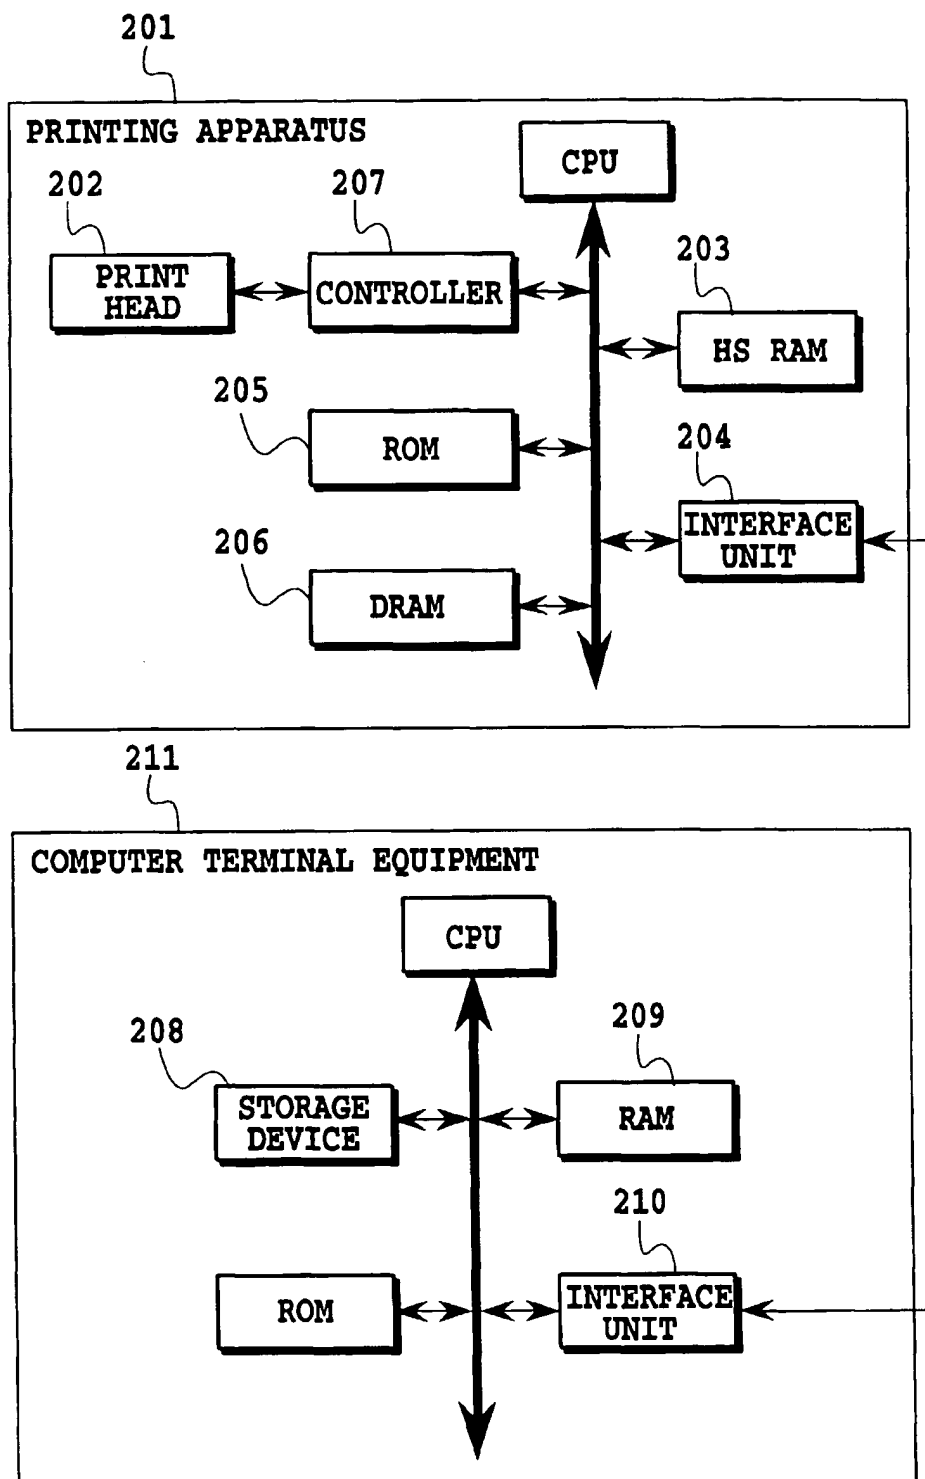 201
PRINTING APPARATUS
CPU
202
207
203
PRINT
HEAD
CONTROLLER
HS RAM
205
ROM
204
INTERFACE
UNIT
206
DRAM
211
COMPUTER TERMINAL EQUIPMENT
CPU
208
209
STORAGE
DEVICE
RAM
210
ROM
INTERFACE
UNIT